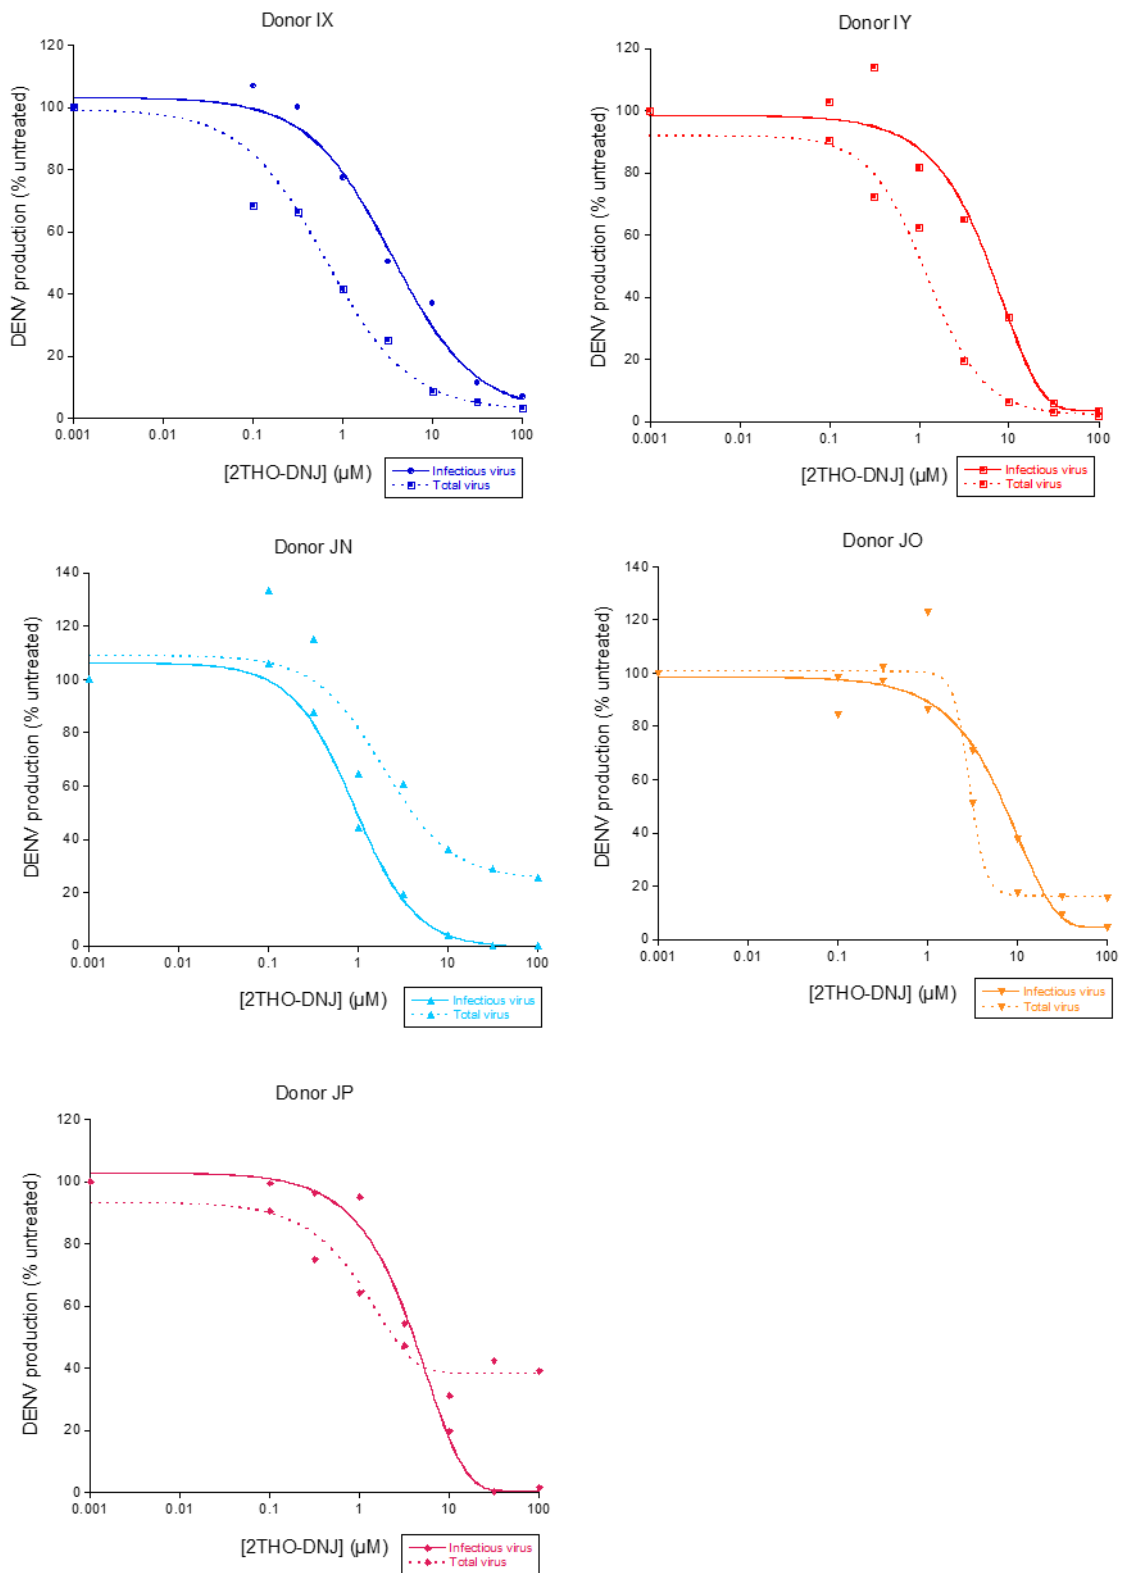 Donor IX
DENV production (% untreated)
120
100
80
60
40
20
0
0.001 0.01 0.1 1 10 100
[2THO-DNJ] (µM)
Infectious virus
Total virus
Donor IY
DENV production (% untreated)
120
100
80
60
40
20
0
0.001 0.01 0.1 1 10 100
[2THO-DNJ] (µM)
Infectious virus
Total virus
Donor JN
DENV production (% untreated)
140
120
100
80
60
40
20
0
0.001 0.01 0.1 1 10 100
[2THO-DNJ] (µM)
Infectious virus
Total virus
Donor JO
DENV production (% untreated)
140
120
100
80
60
40
20
0
0.001 0.01 0.1 1 10 100
[2THO-DNJ] (µM)
Infectious virus
Total virus
Donor JP
DENV production (% untreated)
120
100
80
60
40
20
0
0.001 0.01 0.1 1 10 100
[2THO-DNJ] (µM)
Infectious virus
Total virus